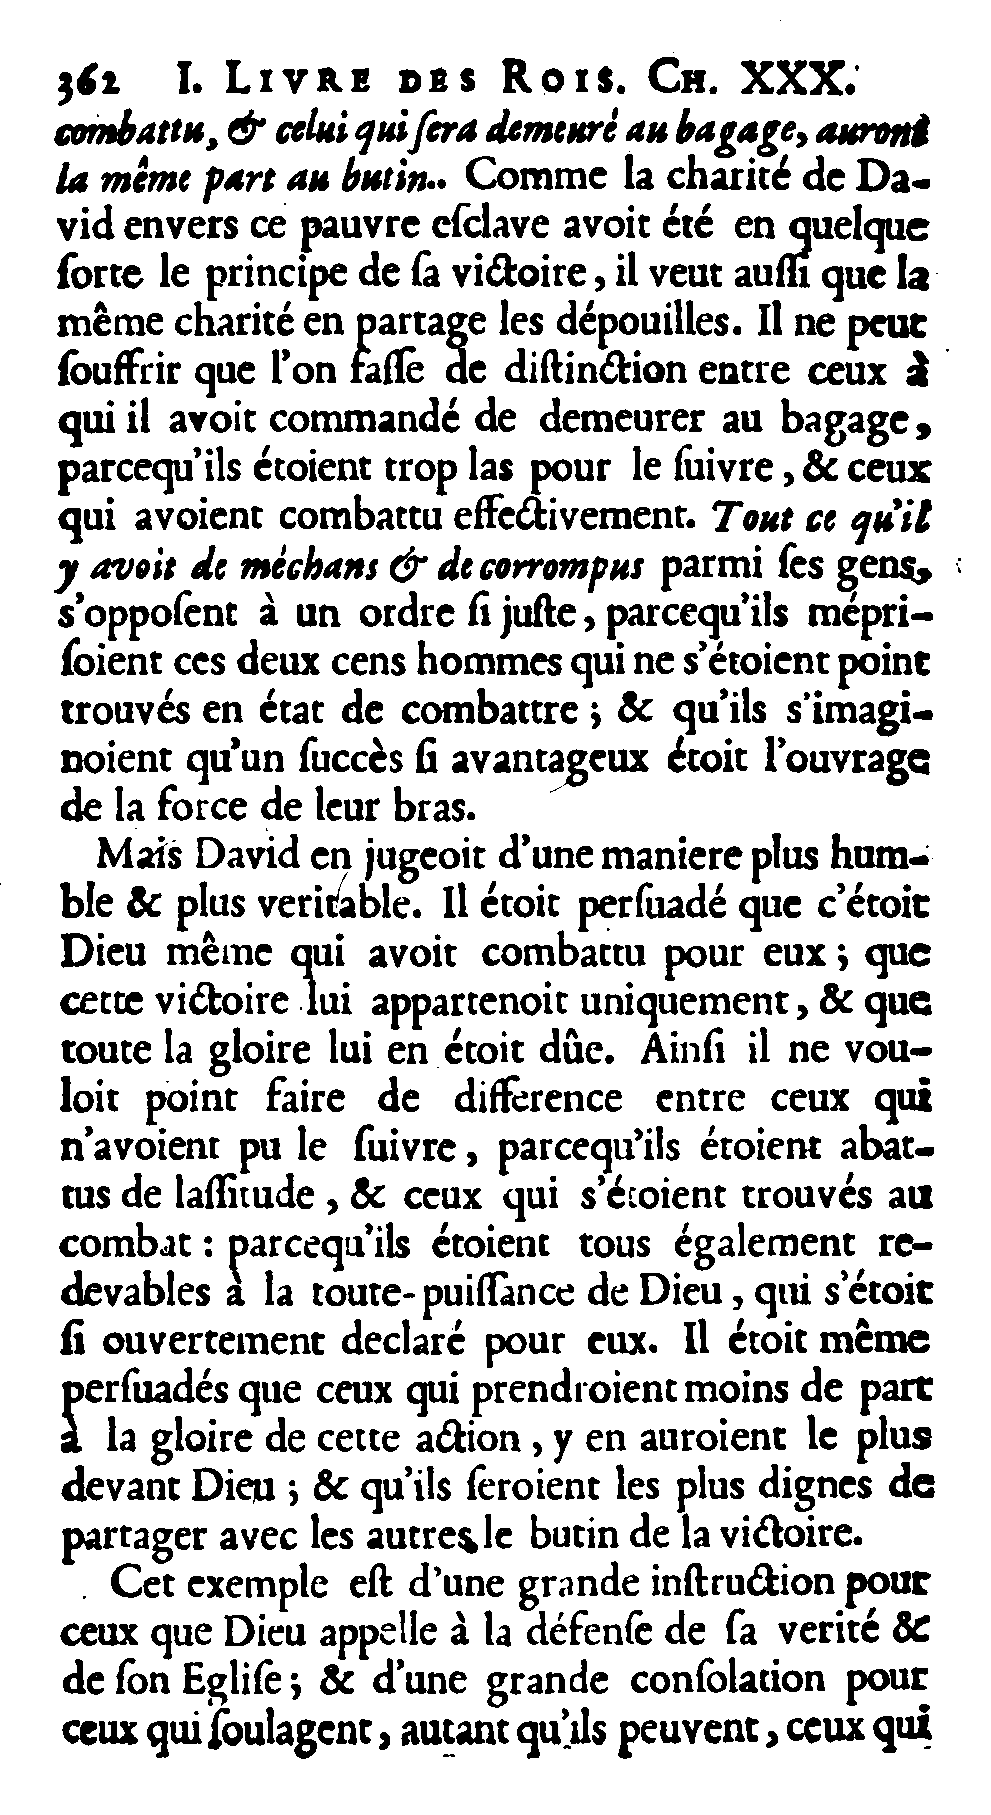 362 I. LIVRE DES ROIS. CH. XXX.
combattu, & celui qui ſera demeuré au bagage, auront
la même part au butin.. Comme la charité de Da-
vid envers ce pauvre eſclave avoit été en quelque
ſorte le principe de ſa victoire, il veut auſſi que la
même charité en partage les dépouilles. Il ne peut
ſouffrir que l'on faſſe de diſtinction entre ceux à
qui il avoit commandé de demeurer au bagage,
parcequ'ils étoient trop las pour le ſuivre, & ceux
qui avoient combattu effectivement. Tout ce qu'il
y avoit de méchans & de corrompus parmi ſes gens,
s'oppoſent à un ordre ſi juſte, parcequ'ils mépri-
ſoient ces deux cens hommes qui ne s'étoient point
trouvés en état de combattre; & qu'ils s'imagi-
noient qu'un ſuccès ſi avantageux étoit l'ouvrage
de la force de leur bras.
Mais David en jugeoit d'une maniere plus hum-
ble & plus veritable. Il étoit perſuadé que c'étoit
Dieu même qui avoit combattu pour eux; que
cette victoire lui appartenoit uniquement, & que
toute la gloire lui en étoit dûe. Ainſi il ne vou-
loit point faire de difference entre ceux qui
n'avoient pu le ſuivre, parcequ'ils étoient abat-
tus de laſſitude, & ceux qui s'étoient trouvés au
combat: parcequ'ils étoient tous également re-
devables à la toute-puiſſance de Dieu, qui s'étoit
ſi ouvertement declaré pour eux. Il étoit même
perſuadés que ceux qui prendroient moins de part
à la gloire de cette action, y en auroient le plus
devant Dieu; & qu'ils ſeroient les plus dignes de
partager avec les autres le butin de la victoire.
Cet exemple eſt d'une grande inſtruction pour
ceux que Dieu appelle à la défenſe de ſa verité &
de ſon Egliſe; & d'une grande conſolation pour
ceux qui ſoulagent, autant qu'ils peuvent, ceux qui